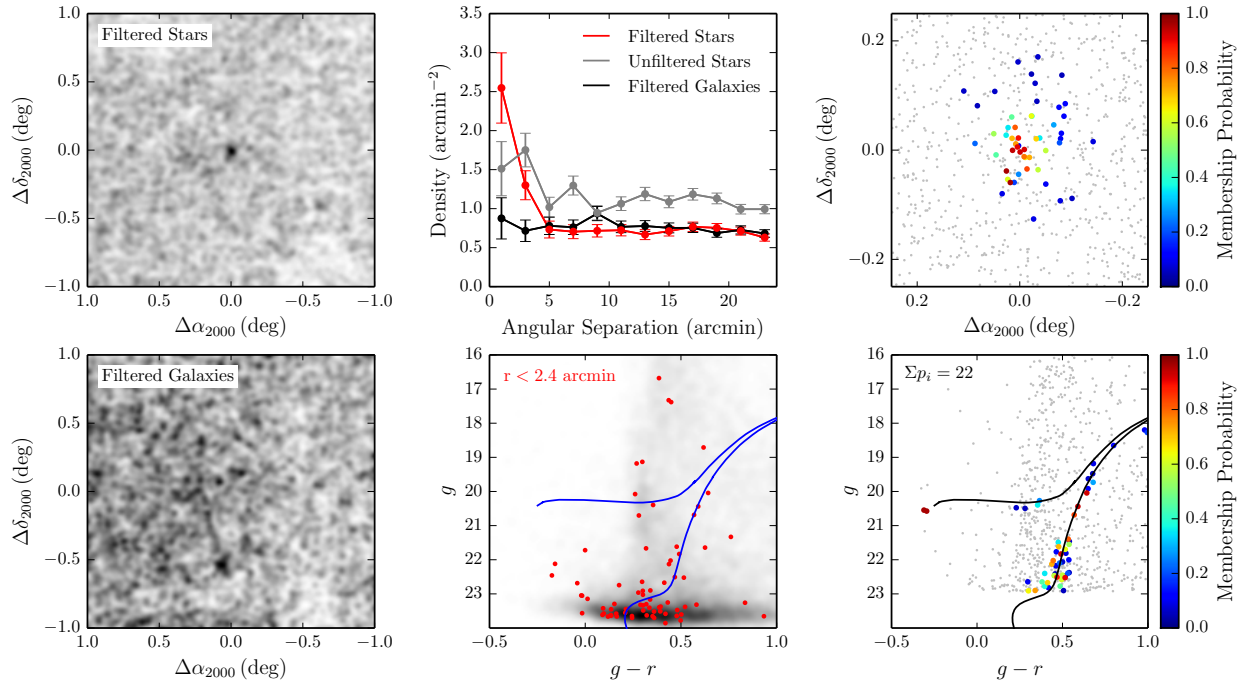 Filtered Stars
1.0
0.5
0.0
−0.5
−1.0
Δδ2000 (deg)
1.0 0.5 0.0 −0.5 −1.0
Δα2000 (deg)
3.5
3.0
2.5
2.0
1.5
1.0
0.5
0.0
Density (arcmin−2)
Filtered Stars
Unfiltered Stars
Filtered Galaxies
0 5 10 15 20
Angular Separation (arcmin)
0.2
0.0
−0.2
Δδ2000 (deg)
0.2 0.0 −0.2
Δα2000 (deg)
1.0
0.8
0.6
0.4
0.2
0.0
Membership Probability
Filtered Galaxies
1.0
0.5
0.0
−0.5
−1.0
Δδ2000 (deg)
1.0 0.5 0.0 −0.5 −1.0
Δα2000 (deg)
r < 2.4 arcmin
16
17
18
19
20
21
22
23
24
g
−0.5 0.0 0.5 1.0
g − r
Σpi = 22
16
17
18
19
20
21
22
23
24
g
−0.5 0.0 0.5 1.0
g − r
1.0
0.8
0.6
0.4
0.2
0.0
Membership Probability